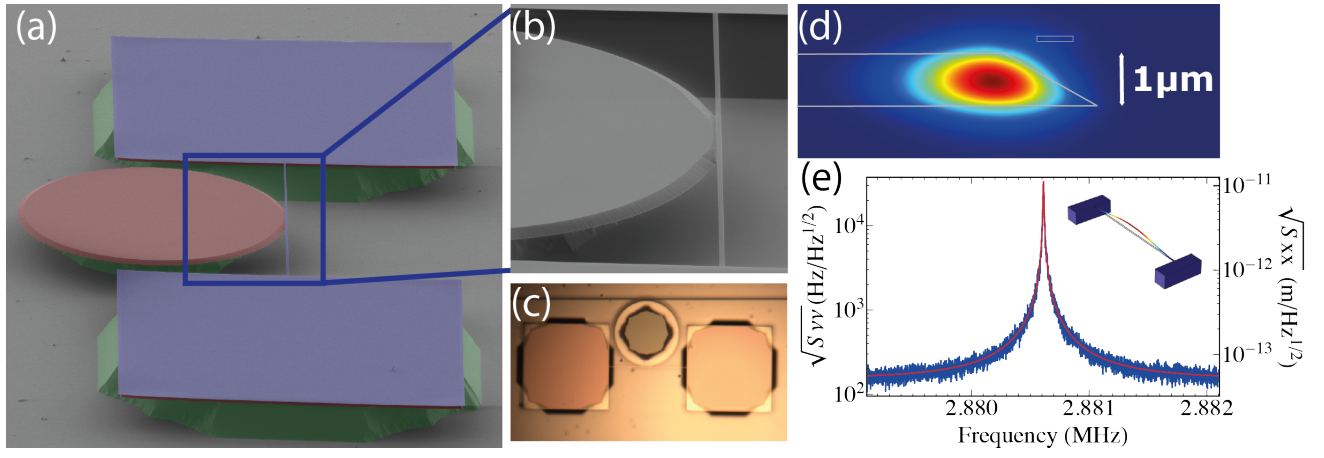 (a)
(b)
(c)
(d)
1μm
(e)
√Svv (Hz/Hz^1/2)
10^4
10^3
10^2
2.880
2.881
2.882
Frequency (MHz)
10^-11
10^-12
10^-13
√Sxx (m/Hz^1/2)